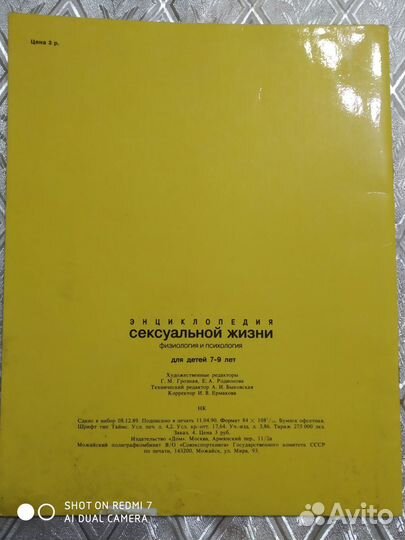 Цена 3 р.
ЭНЦИКЛОПЕДИЯ
сексуальной жизни
физиология и психология
для детей 7-9 лет
Художественные редакторы
Г. М. Грозная, Е. А. Родионова
Технический редактор А. И. Быковская
Корректор И. В. Ермакова
НК
Сдано в набор 08.12.89. Подписано в печать 11.04.90. Формат 84 × 108¹/₁₆. Бумага офсетная.
Шрифт тип Таймс. Усл. печ. л. 4,2. Усл. кр.-отт. 17,64. Уч.-изд. л. 3,86. Тираж 275 000 экз.
Заказ. 4. Цена 3 руб.
Издательство «Дом». Москва, Армянский пер., 11/2а
Можайский полиграфкомбинат В/О «Совэкспорткнига» Государственного комитета СССР
по печати, 143200, Можайск, ул. Мира, 93.
SHOT ON REDMI 7
AI DUAL CAMERA
Avito